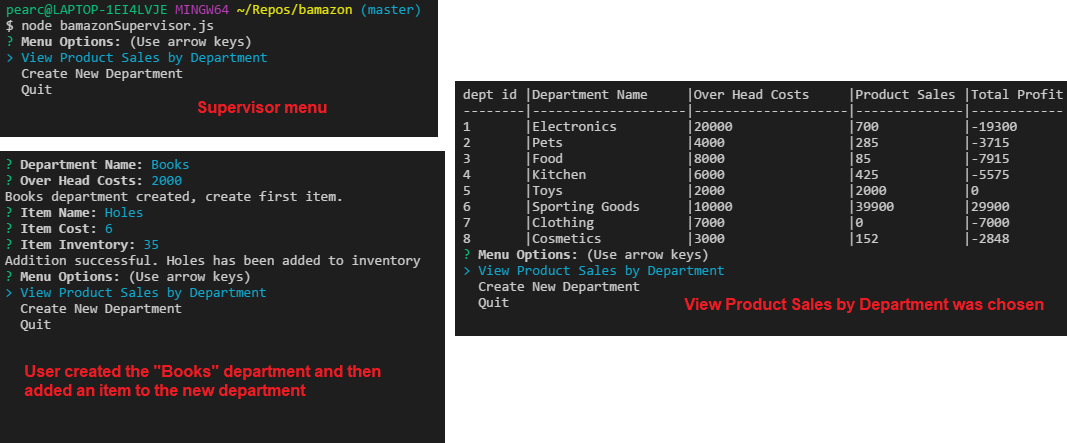 pearc@LAPTOP-1EI4LVJE MINGW64 ~/Repos/bamazon (master)
$ node bamazonSupervisor.js
? Menu Options: (Use arrow keys)
> View Product Sales by Department
  Create New Department
  Quit
Supervisor menu
? Department Name: Books
? Over Head Costs: 2000
Books department created, create first item.
? Item Name: Holes
? Item Cost: 6
? Item Inventory: 35
Addition successful. Holes has been added to inventory
? Menu Options: (Use arrow keys)
> View Product Sales by Department
  Create New Department
  Quit
User created the "Books" department and then
added an item to the new department
dept id |Department Name     |Over Head Costs     |Product Sales |Total Profit
--------|--------------------|--------------------|--------------|------------
1       |Electronics         |20000               |700           |-19300
2       |Pets                |4000                |285           |-3715
3       |Food                |8000                |85            |-7915
4       |Kitchen             |6000                |425           |-5575
5       |Toys                |2000                |2000          |0
6       |Sporting Goods      |10000               |39900         |29900
7       |Clothing            |7000                |0             |-7000
8       |Cosmetics           |3000                |152           |-2848
? Menu Options: (Use arrow keys)
> View Product Sales by Department
  Create New Department
  Quit
View Product Sales by Department was chosen